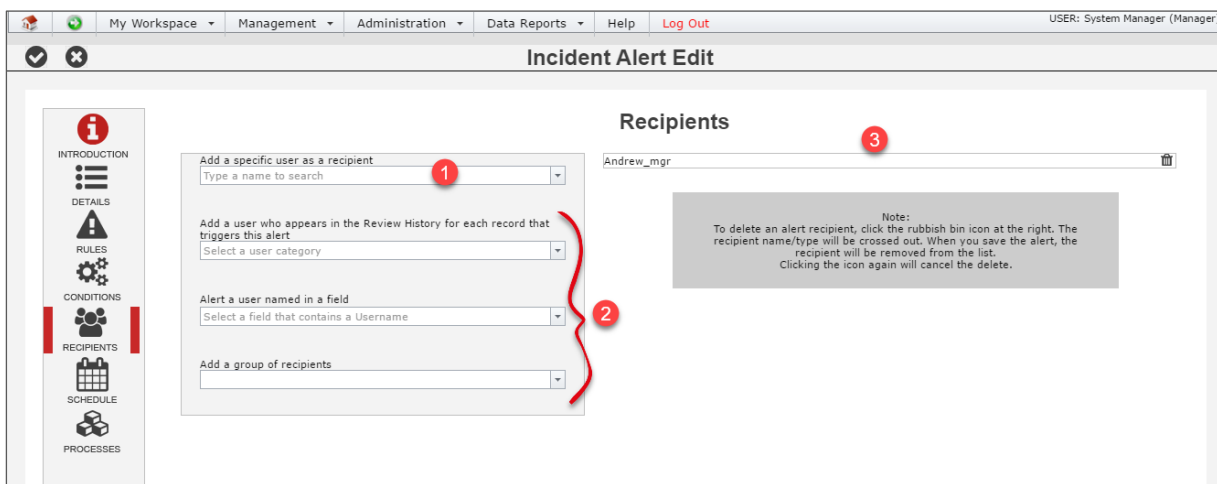 My Workspace Management Administration Data Reports Help Log Out
USER: System Manager (Manager)
Incident Alert Edit
INTRODUCTION
DETAILS
RULES
CONDITIONS
RECIPIENTS
SCHEDULE
PROCESSES
Add a specific user as a recipient
1
Type a name to search
Add a user who appears in the Review History for each record that
triggers this alert
Select a user category
Alert a user named in a field
Select a field that contains a Username
2
Add a group of recipients
Recipients
3
Andrew_mgr
Note:
To delete an alert recipient, click the rubbish bin icon at the right. The
recipient name/type will be crossed out. When you save the alert, the
recipient will be removed from the list.
Clicking the icon again will cancel the delete.